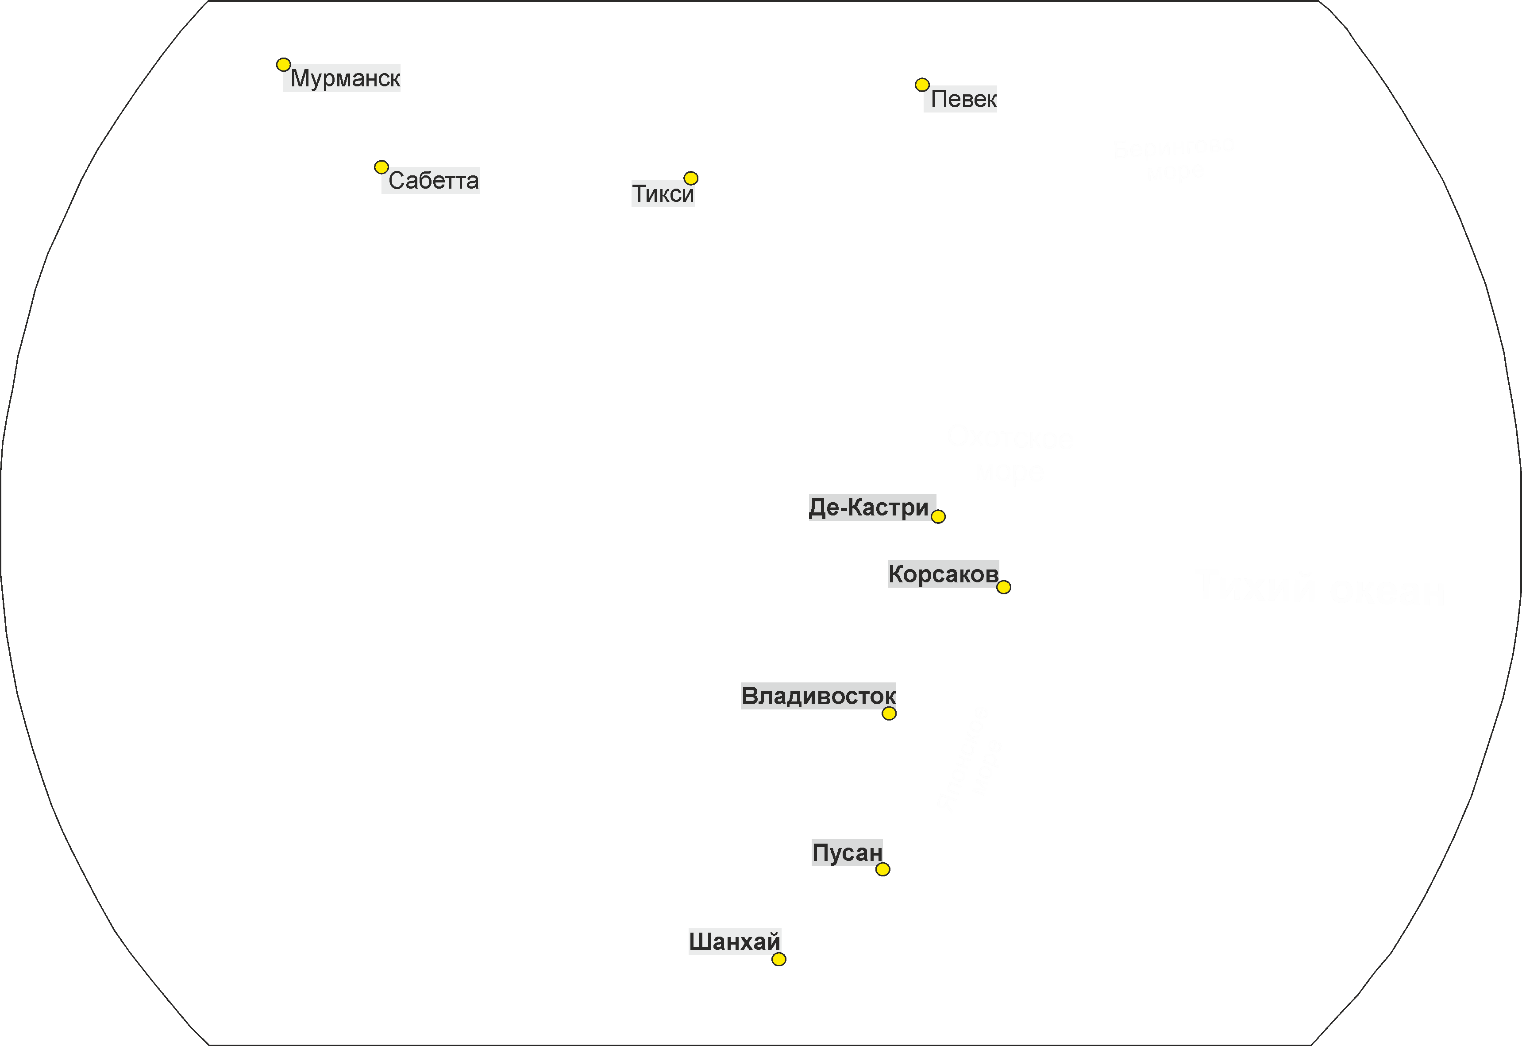 Мурманск
Певек
Сабетта
Тикси
Де-Кастри
Корсаков
Владивосток
Пусан
Шанхай